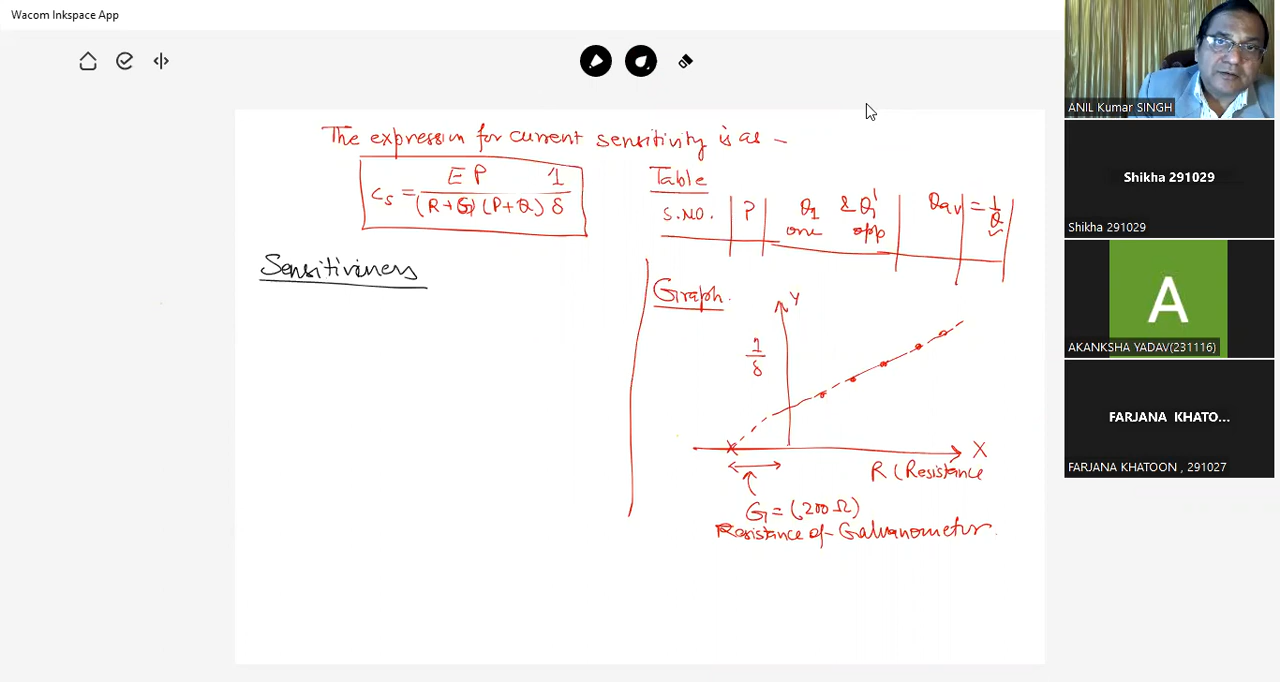 Wacom Inkspace App
The expression for current sensitivity is as -
Cs = E P / (R+G) (P+Q) 1/δ
Sensitiveness
Table
S.NO. P θ1 & θ1' θav = 1/θ
one opp
Graph.
Y
1/δ
X
R (Resistance
G = (200 Ω)
Resistance of Galvanometer.
ANIL Kumar SINGH
Shikha 291029
Shikha 291029
A
AKANKSHA YADAV(231116)
FARJANA KHATO...
FARJANA KHATOON , 291027